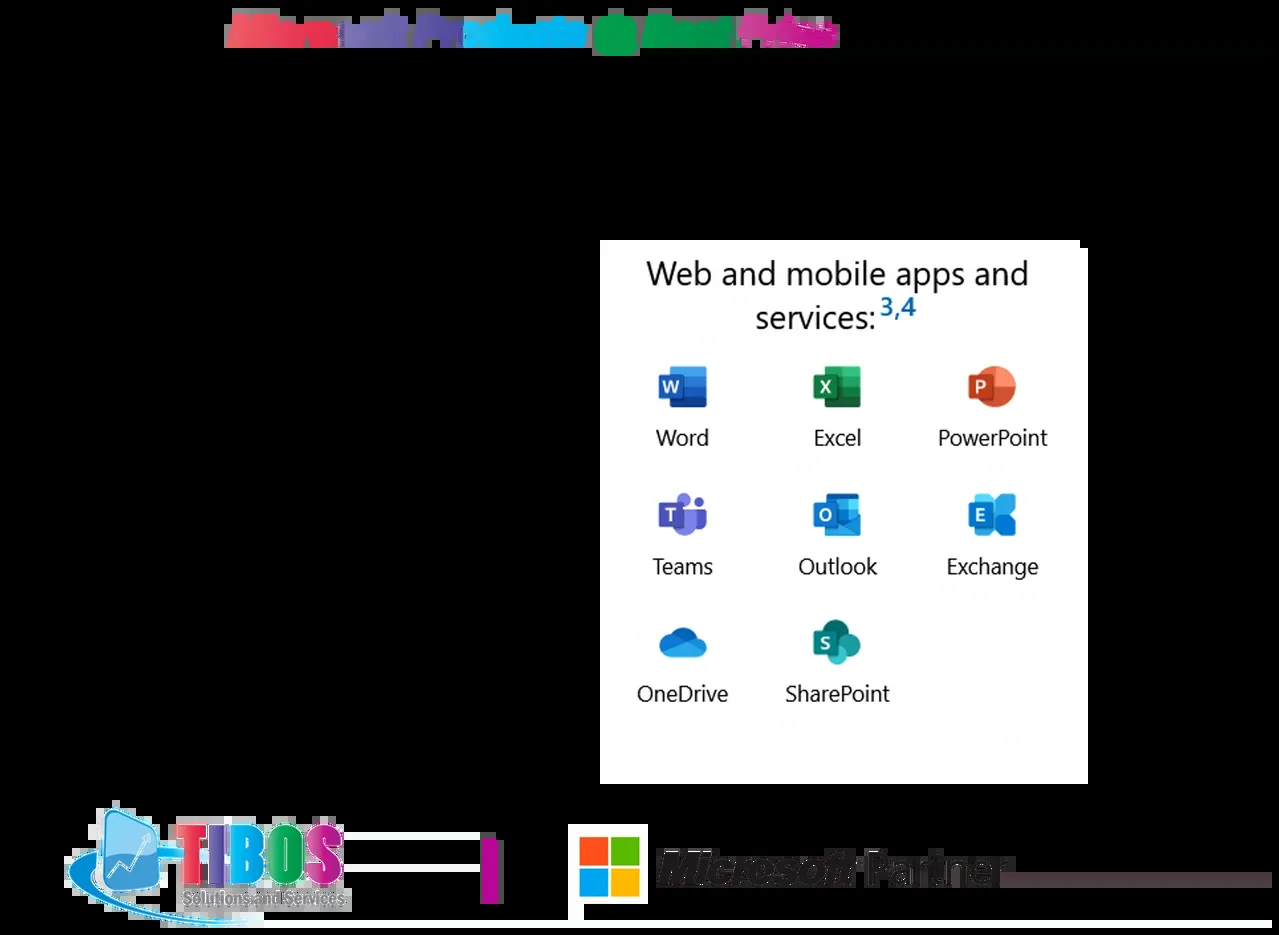 Microsoft Products @ Best Price
Web and mobile apps and
services:3,4
W
X
P
Word
Excel
PowerPoint
T
O
E
Teams
Outlook
Exchange
S
OneDrive
SharePoint
TIBOS
Solutions and Services
Microsoft Partner